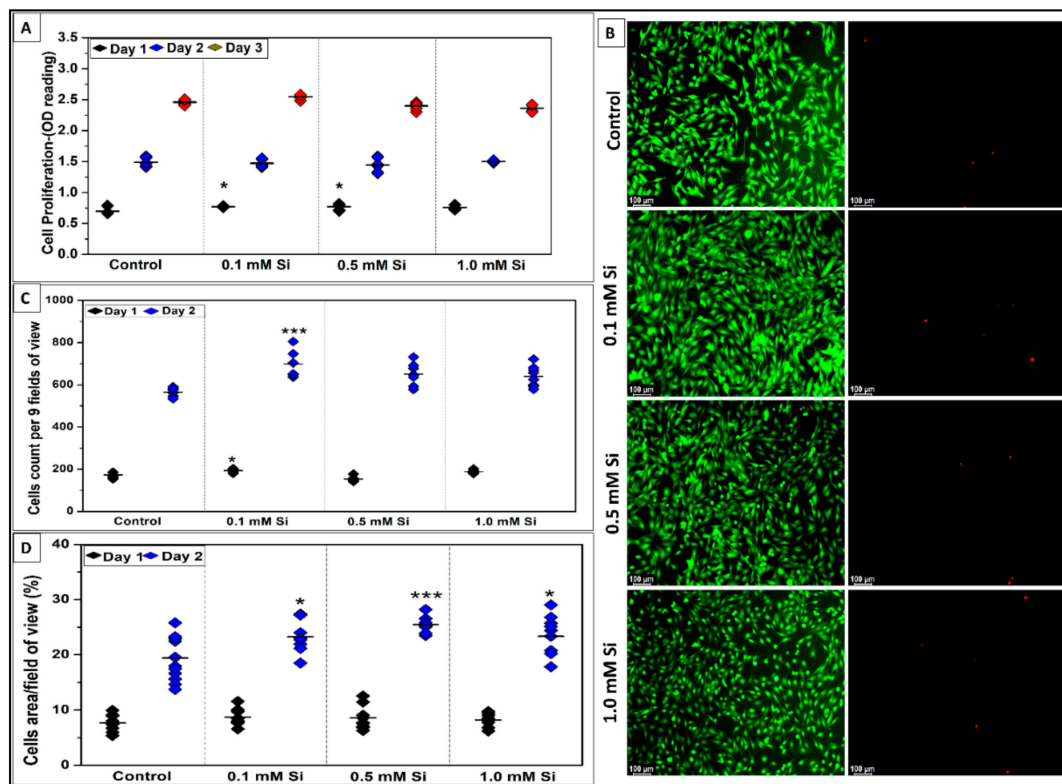 A
Day 1 Day 2 Day 3
Cell Proliferation-(OD reading)
3.5
3.0
2.5
2.0
1.5
1.0
0.5
0.0
*
*
Control 0.1 mM Si 0.5 mM Si 1.0 mM Si
C
Day 1 Day 2
Cells count per 9 fields of view
1000
800
600
400
200
0
***
*
Control 0.1 mM Si 0.5 mM Si 1.0 mM Si
D
Day 1 Day 2
Cells area/field of view (%)
40
30
20
10
0
*
***
*
Control 0.1 mM Si 0.5 mM Si 1.0 mM Si
B
Control
100 µm
100 µm
0.1 mM Si
100 µm
100 µm
0.5 mM Si
100 µm
100 µm
1.0 mM Si
100 µm
100 µm